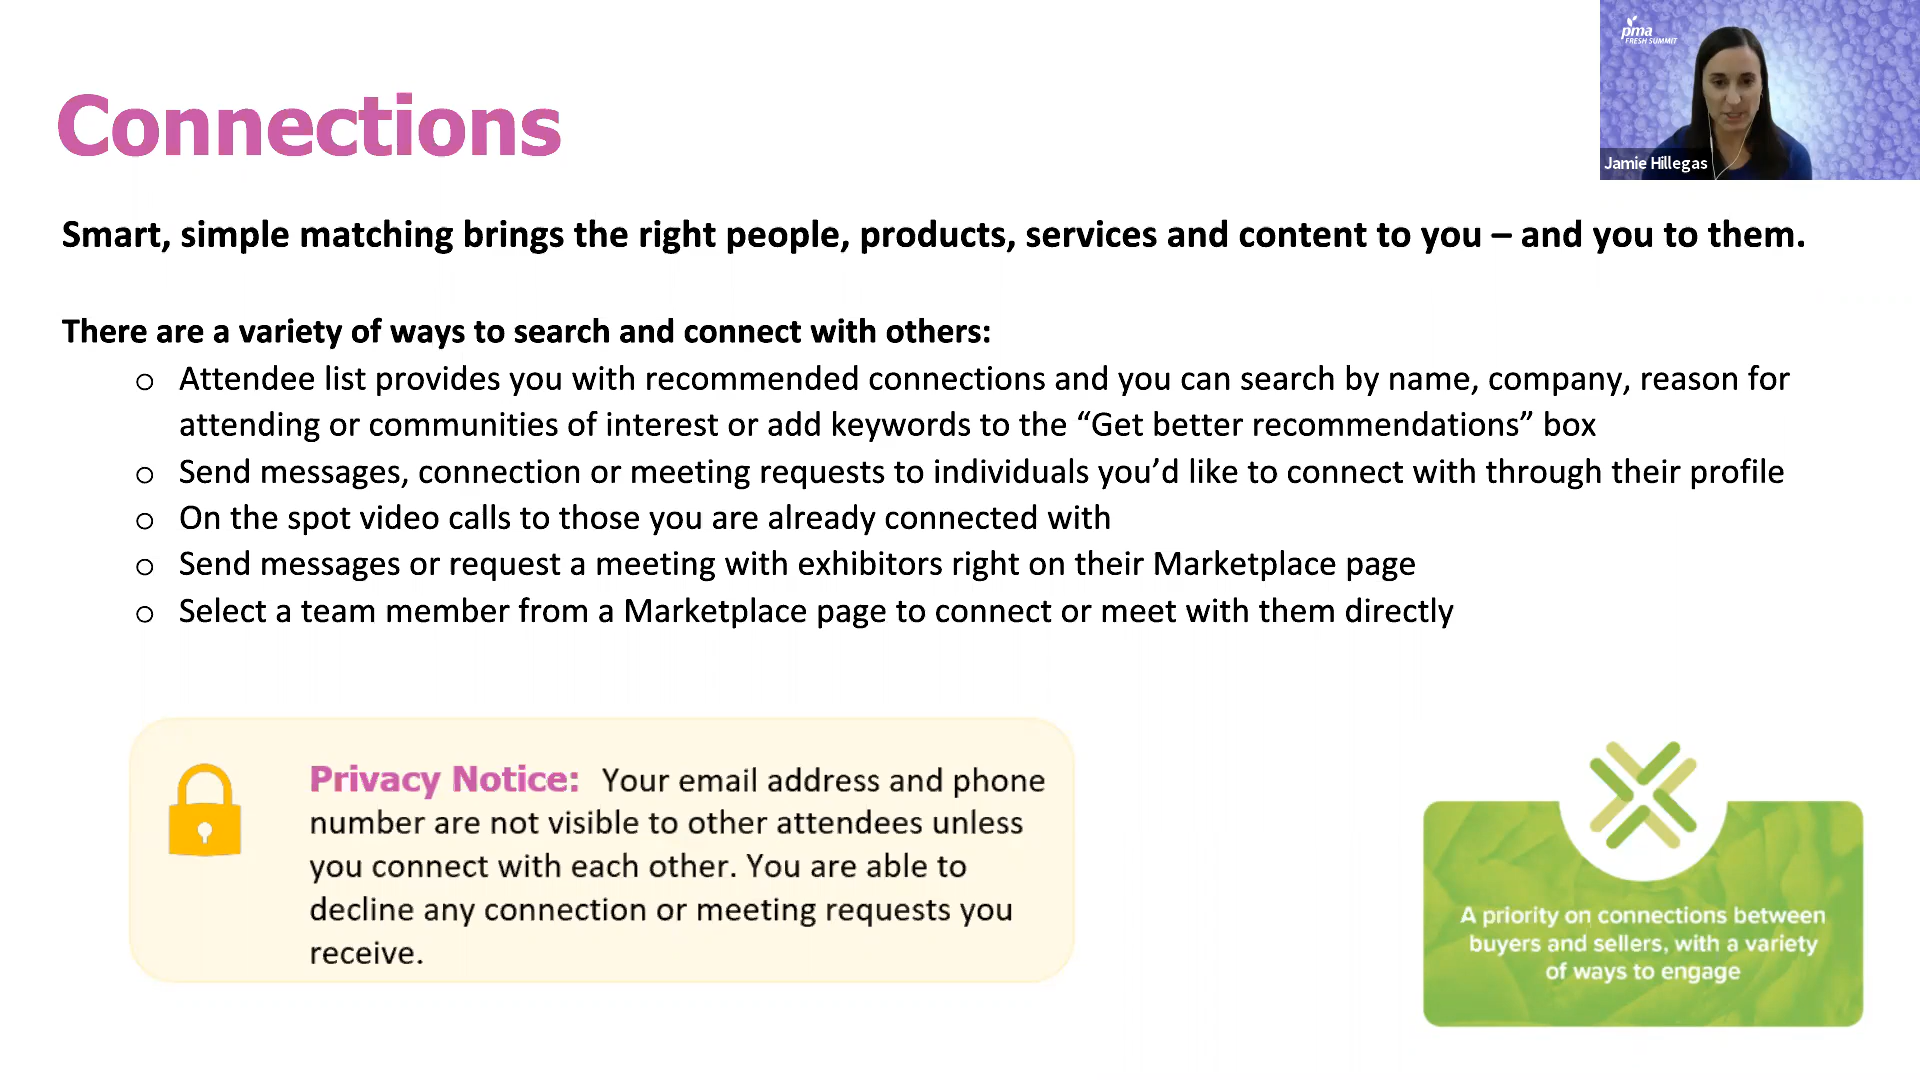 pma
FRESH SUMMIT
Jamie Hillegas
Connections
Smart, simple matching brings the right people, products, services and content to you – and you to them.
There are a variety of ways to search and connect with others:
o Attendee list provides you with recommended connections and you can search by name, company, reason for
attending or communities of interest or add keywords to the “Get better recommendations” box
o Send messages, connection or meeting requests to individuals you’d like to connect with through their profile
o On the spot video calls to those you are already connected with
o Send messages or request a meeting with exhibitors right on their Marketplace page
o Select a team member from a Marketplace page to connect or meet with them directly
Privacy Notice: Your email address and phone
number are not visible to other attendees unless
you connect with each other. You are able to
decline any connection or meeting requests you
receive.
A priority on connections between
buyers and sellers, with a variety
of ways to engage